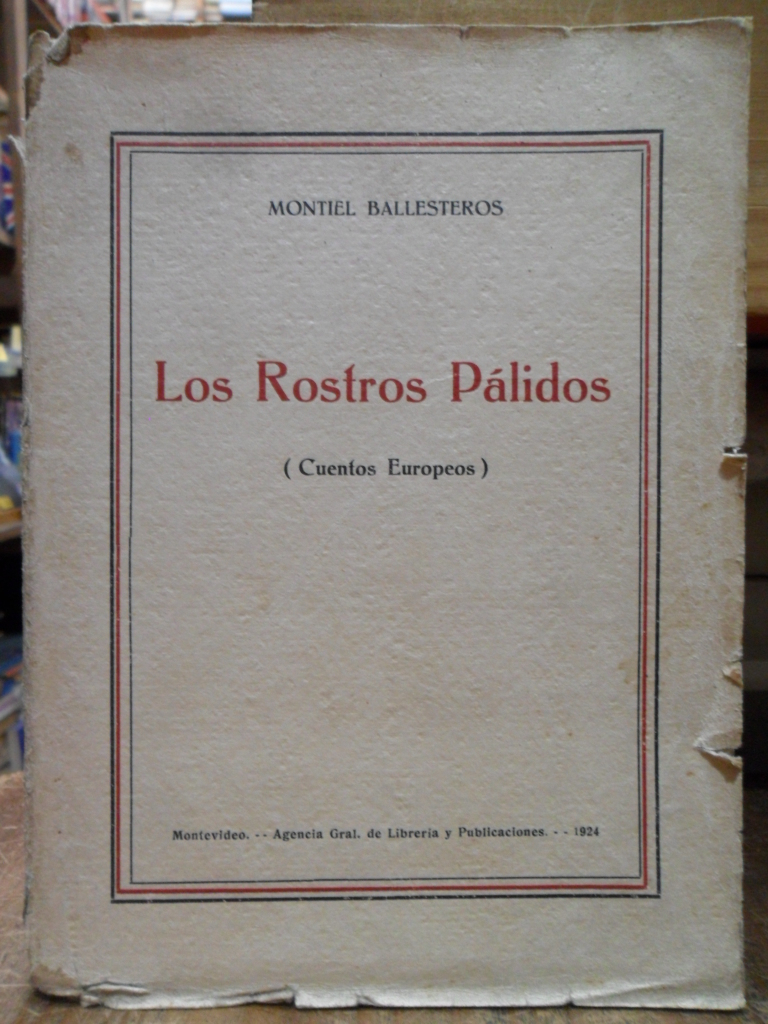 MONTIEL BALLESTEROS
Los Rostros Pálidos
( Cuentos Europeos )
Montevideo. -- Agencia Gral. de Librería y Publicaciones. -- 1924